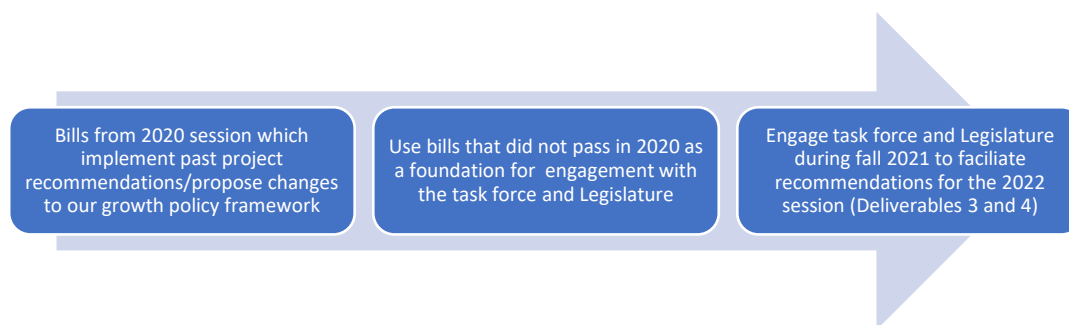 Bills from 2020 session which
implement past project
recommendations/propose changes
to our growth policy framework
Use bills that did not pass in 2020 as
a foundation for engagement with
the task force and Legislature
Engage task force and Legislature
during fall 2021 to faciliate
recommendations for the 2022
session (Deliverables 3 and 4)